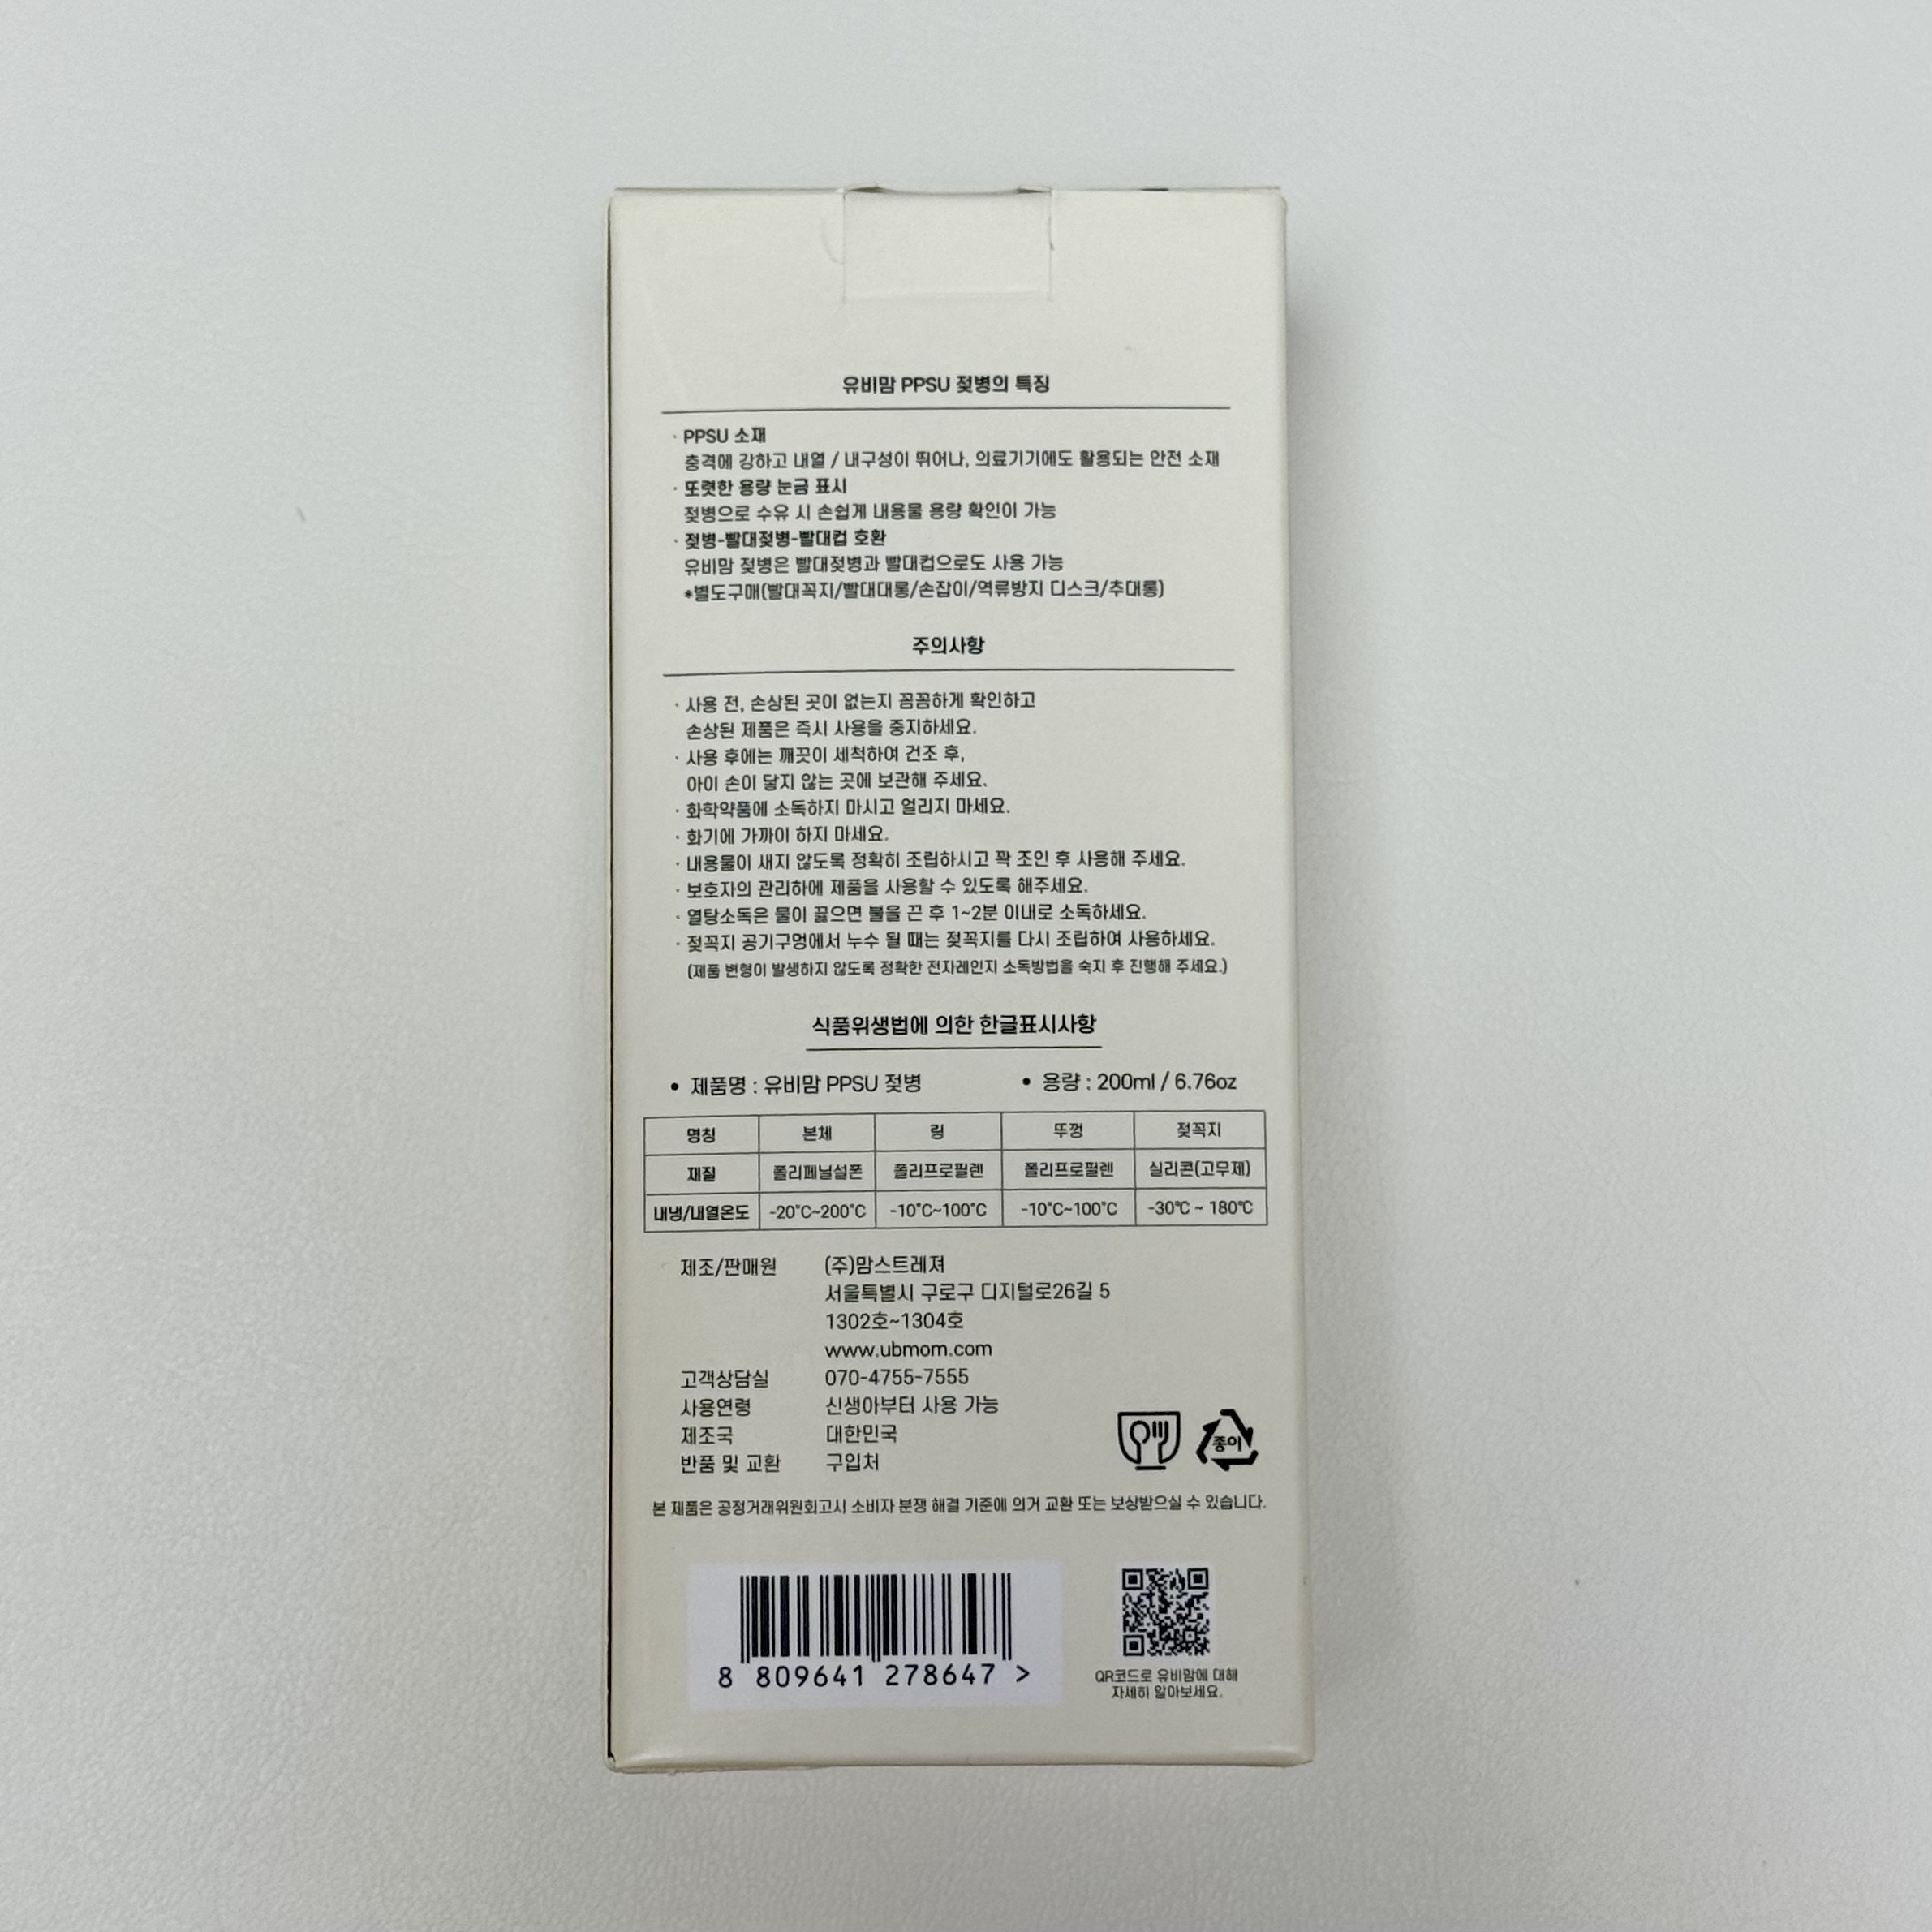 유비맘 PPSU 젖병의 특징
· PPSU 소재
충격에 강하고 내열 / 내구성이 뛰어나, 의료기기에도 활용되는 안전 소재
· 또렷한 용량 눈금 표시
젖병으로 수유 시 손쉽게 내용물 용량 확인이 가능
· 젖병-빨대젖병-빨대컵 호환
유비맘 젖병은 빨대젖병과 빨대컵으로도 사용 가능
*별도구매(빨대꼭지/빨대대롱/손잡이/역류방지 디스크/추대롱)
주의사항
· 사용 전, 손상된 곳이 없는지 꼼꼼하게 확인하고
손상된 제품은 즉시 사용을 중지하세요.
· 사용 후에는 깨끗이 세척하여 건조 후,
아이 손이 닿지 않는 곳에 보관해 주세요.
· 화학약품에 소독하지 마시고 얼리지 마세요.
· 화기에 가까이 하지 마세요.
· 내용물이 새지 않도록 정확히 조립하시고 꽉 조인 후 사용해 주세요.
· 보호자의 관리하에 제품을 사용할 수 있도록 해주세요.
· 열탕소독은 물이 끓으면 불을 끈 후 1~2분 이내로 소독하세요.
· 젖꼭지 공기구멍에서 누수 될 때는 젖꼭지를 다시 조립하여 사용하세요.
(제품 변형이 발생하지 않도록 정확한 전자레인지 소독방법을 숙지 후 진행해 주세요.)
식품위생법에 의한 한글표시사항
• 제품명 : 유비맘 PPSU 젖병 • 용량 : 200ml / 6.76oz
명칭 본체 링 뚜껑 젖꼭지
재질 폴리페닐설폰 폴리프로필렌 폴리프로필렌 실리콘(고무제)
내냉/내열온도 -20°C~200°C -10°C~100°C -10°C~100°C -30℃ ~ 180℃
제조/판매원 (주)맘스트레져
서울특별시 구로구 디지털로26길 5
1302호~1304호
www.ubmom.com
고객상담실 070-4755-7555
사용연령 신생아부터 사용 가능
제조국 대한민국
반품 및 교환 구입처
종이
본 제품은 공정거래위원회고시 소비자 분쟁 해결 기준에 의거 교환 또는 보상받으실 수 있습니다.
8 809641 278647 >
QR코드로 유비맘에 대해
자세히 알아보세요.